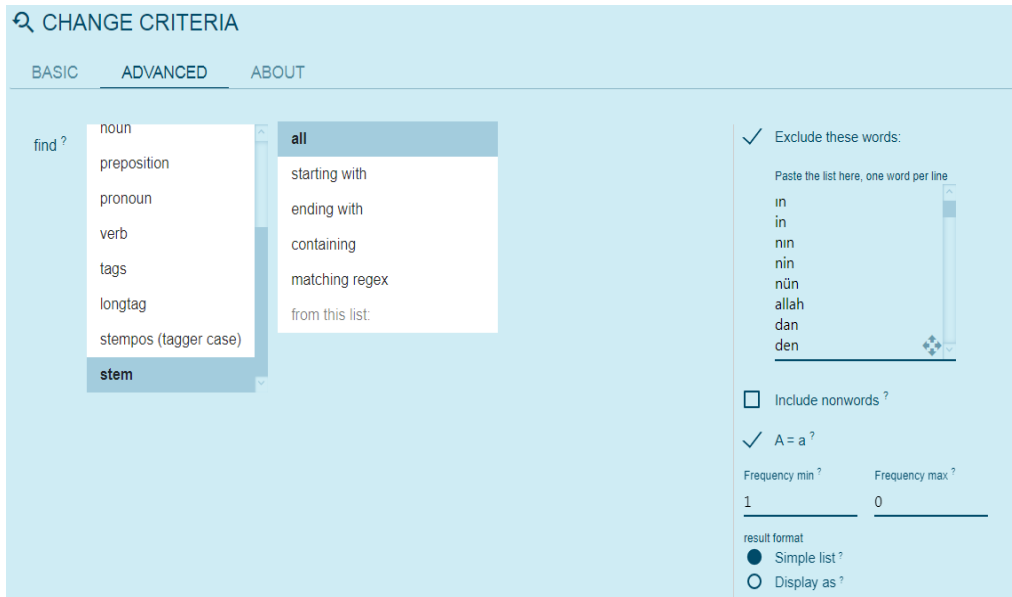 CHANGE CRITERIA
BASIC ADVANCED ABOUT
find ?
noun
preposition
pronoun
verb
tags
longtag
stempos (tagger case)
stem
all
starting with
ending with
containing
matching regex
from this list:
Exclude these words:
Paste the list here, one word per line
ın
in
nın
nin
nün
allah
dan
den
Include nonwords ?
A = a ?
Frequency min ? Frequency max ?
1 0
result format
Simple list ?
Display as ?